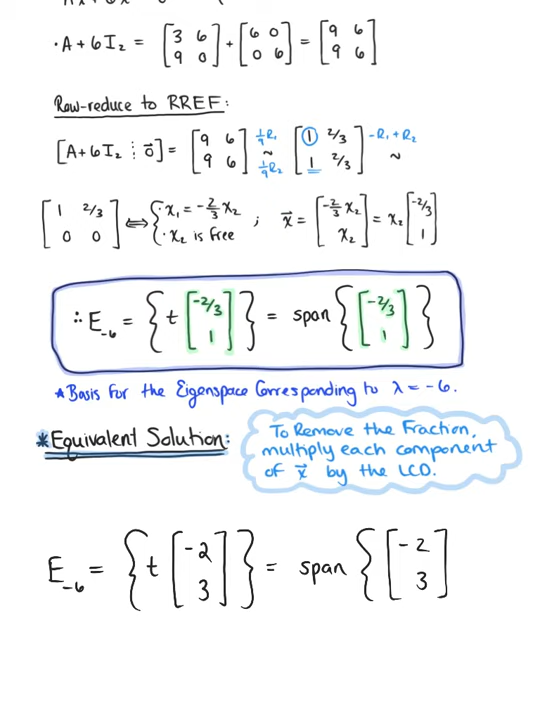 ·A + 6I₂ = [3 6; 9 0] + [6 0; 0 6] = [9 6; 9 6]
Row-reduce to RREF:
[A+6I₂ ⋮ 0⃗] = [9 6; 9 6] 1/9 R₁ ~ 1/9 R₂ [1 2/3; 1 2/3] -R₁+R₂ ~
[1 2/3; 0 0] ⟺ { ·x₁ = -2/3 x₂ ·x₂ is free ; x⃗ = [-2/3 x₂; x₂] = x₂ [-2/3; 1]
∴ E₋₆ = { t [-2/3; 1] } = span { [-2/3; 1] }
★Basis for the Eigenspace Corresponding to λ = -6.
*Equivalent Solution:
To Remove the Fraction,
multiply each component
of x⃗ by the LCD.
E₋₆ = { t [-2; 3] } = span { [-2; 3]